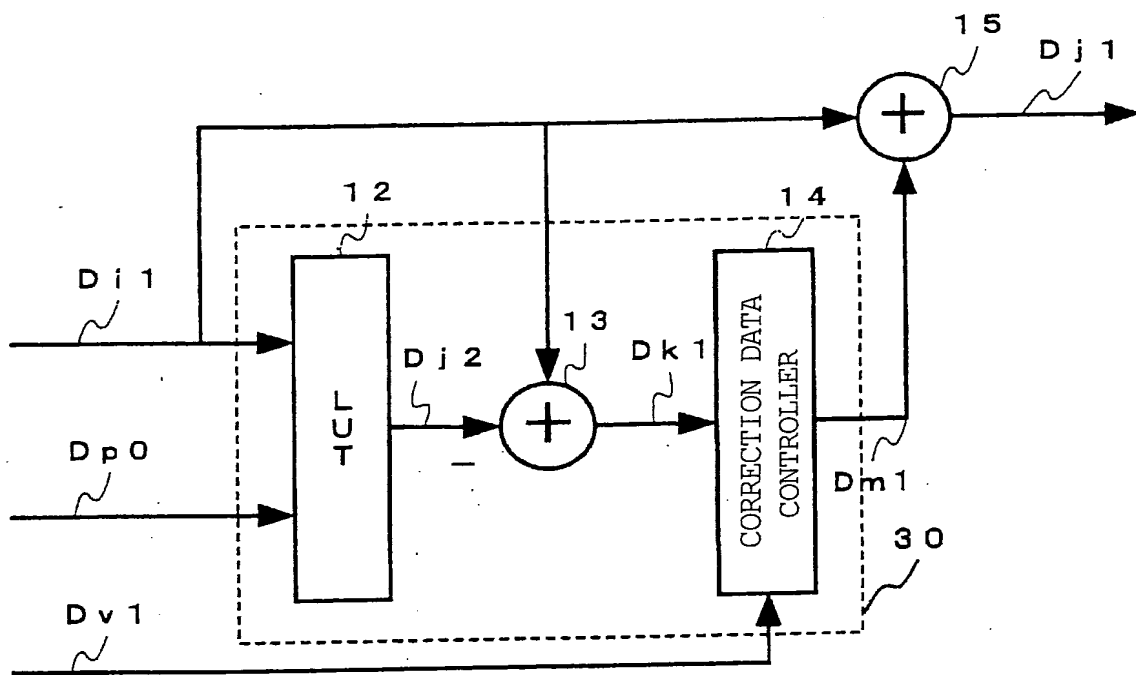 15
Dj1
12
14
Di1
13
Dj2
Dk1
+
+
−
LUT
CORRECTION DATA
CONTROLLER
Dp0
Dm1
30
Dv1